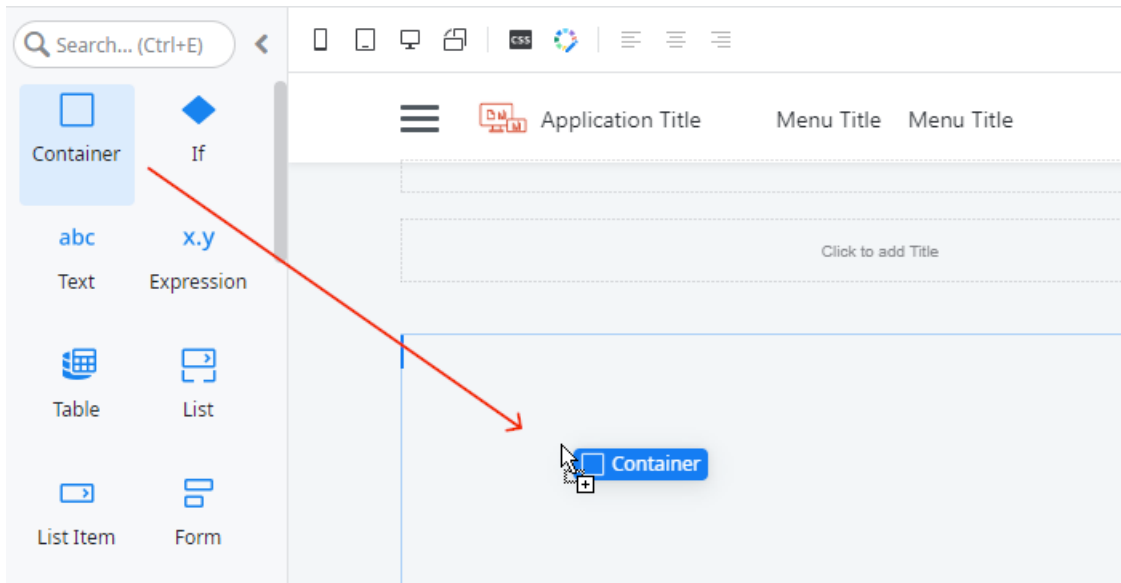 Search... (Ctrl+E)
css
Application Title
Menu Title
Menu Title
Container
If
Click to add Title
abc
x.y
Text
Expression
Table
List
Container
List Item
Form